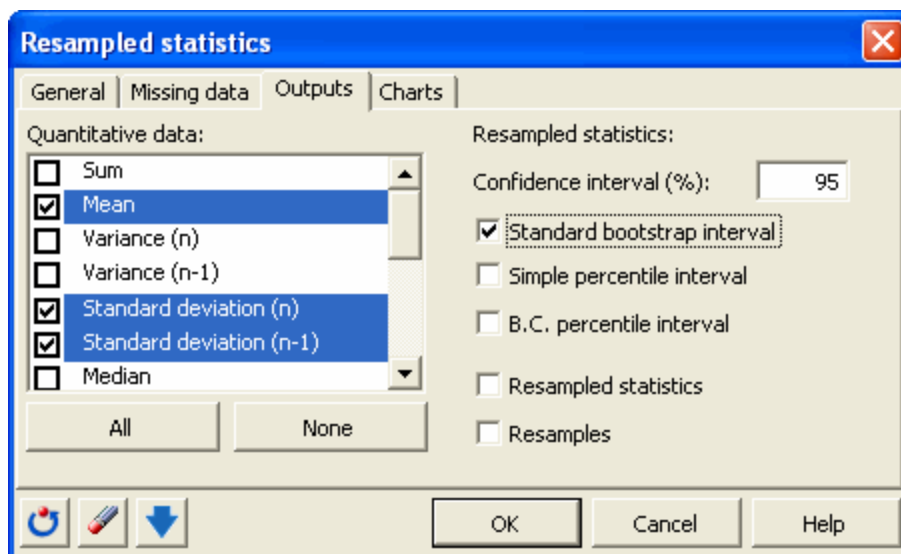 Resampled statistics
General
Missing data
Outputs
Charts
Quantitative data:
Sum
Mean
Variance (n)
Variance (n-1)
Standard deviation (n)
Standard deviation (n-1)
Median
All
None
Resampled statistics:
Confidence interval (%):
95
Standard bootstrap interval
Simple percentile interval
B.C. percentile interval
Resampled statistics
Resamples
OK
Cancel
Help